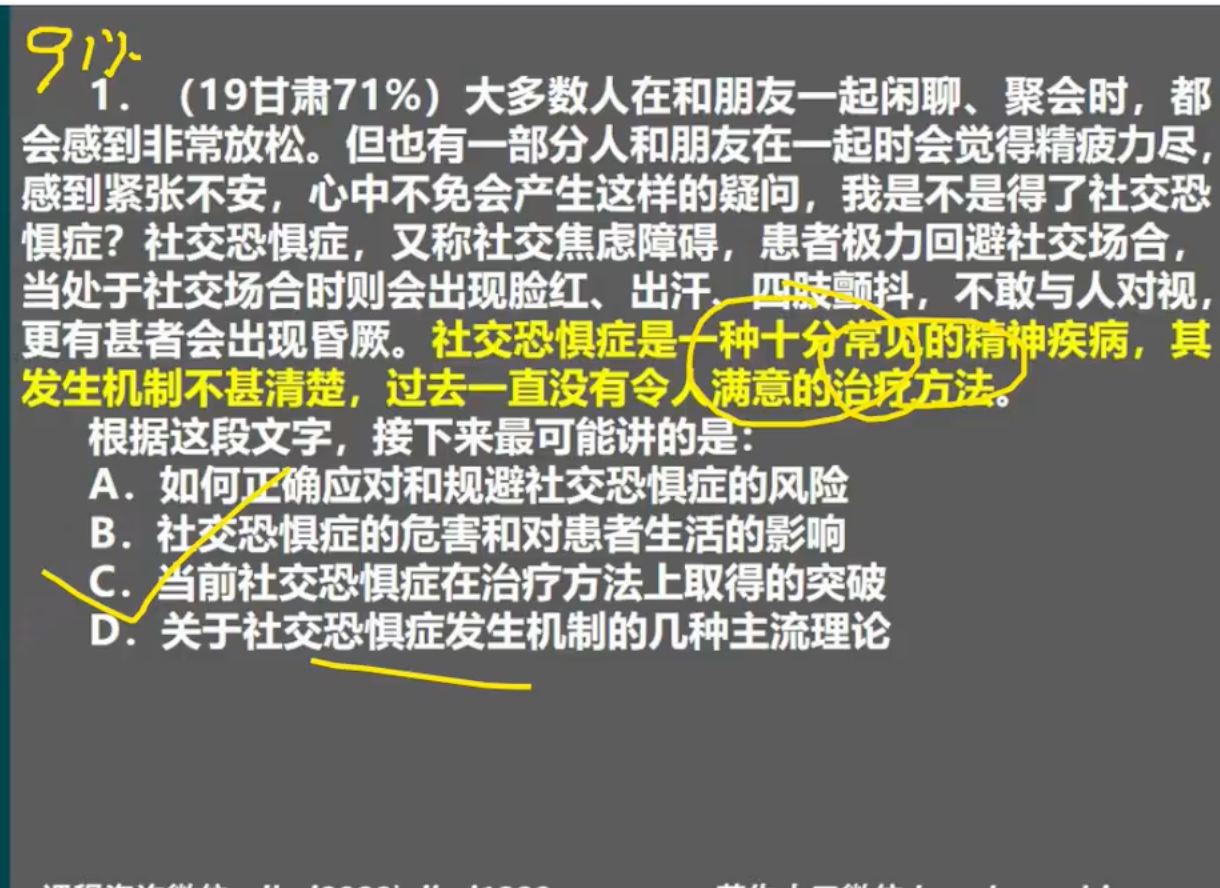 1. （19甘肃71%）大多数人在和朋友一起闲聊、聚会时，都
会感到非常放松。但也有一部分人和朋友在一起时会觉得精疲力尽，
感到紧张不安，心中不免会产生这样的疑问，我是不是得了社交恐
惧症？社交恐惧症，又称社交焦虑障碍，患者极力回避社交场合，
当处于社交场合时则会出现脸红、出汗、四肢颤抖，不敢与人对视，
更有甚者会出现昏厥。社交恐惧症是一种十分常见的精神疾病，其
发生机制不甚清楚，过去一直没有令人满意的治疗方法。
根据这段文字，接下来最可能讲的是：
A. 如何正确应对和规避社交恐惧症的风险
B. 社交恐惧症的危害和对患者生活的影响
C. 当前社交恐惧症在治疗方法上取得的突破
D. 关于社交恐惧症发生机制的几种主流理论